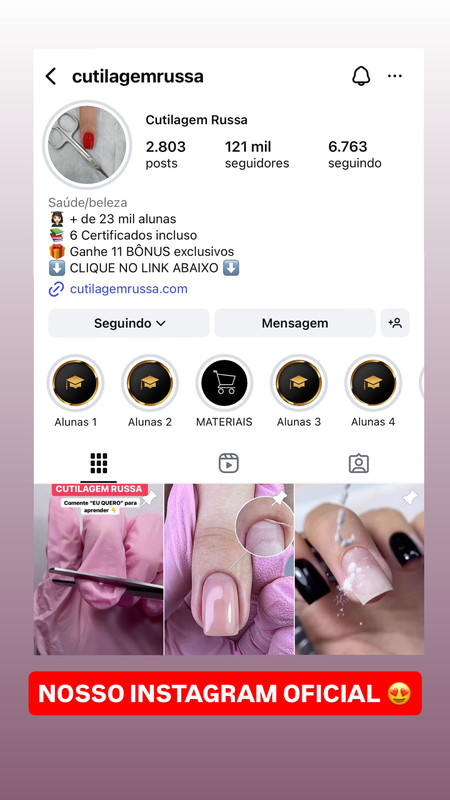 cutilagemrussa
Cutilagem Russa
2.803 121 mil 6.763
posts seguidores seguindo
Saúde/beleza
👩🏻‍🎓 + de 23 mil alunas
📚 6 Certificados incluso
🎁 Ganhe 11 BÔNUS exclusivos
⬇️ CLIQUE NO LINK ABAIXO ⬇️
cutilagemrussa.com
Seguindo Mensagem
Alunas 1 Alunas 2 MATERIAIS Alunas 3 Alunas 4
CUTILAGEM RUSSA
Comente "EU QUERO" para
aprender 👇
NOSSO INSTAGRAM OFICIAL 😍